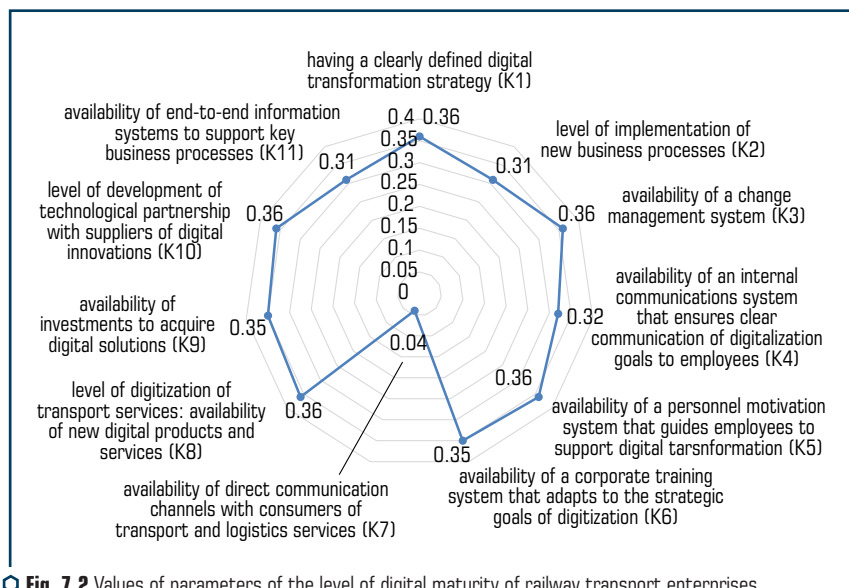 having a clearly defined digital
transformation strategy (K1)
availability of end-to-end information
systems to support key
business processes (K11)
level of implementation of
new business processes (K2)
level of development of
technological partnership
with suppliers of digital
innovations (K10)
availability of a change
management system (K3)
availability of
investments to acquire
digital solutions (K9)
availability of an internal
communications system
that ensures clear
communication of digitalization
goals to employees (K4)
level of digitization of
transport services: availability
of new digital products and
services (K8)
availability of a personnel motivation
system that guides employees to
support digital tarsnformation (K5)
availability of direct communication
channels with consumers of
transport and logistics services (K7)
availability of a corporate training
system that adapts to the strategic
goals of digitization (K6)
0.4
0.35
0.3
0.25
0.2
0.15
0.1
0.05
0
0.36
0.31
0.36
0.32
0.36
0.35
0.04
0.36
0.35
0.36
0.31
Fig. 7.2 Values of parameters of the level of digital maturity of railway transport enterprises